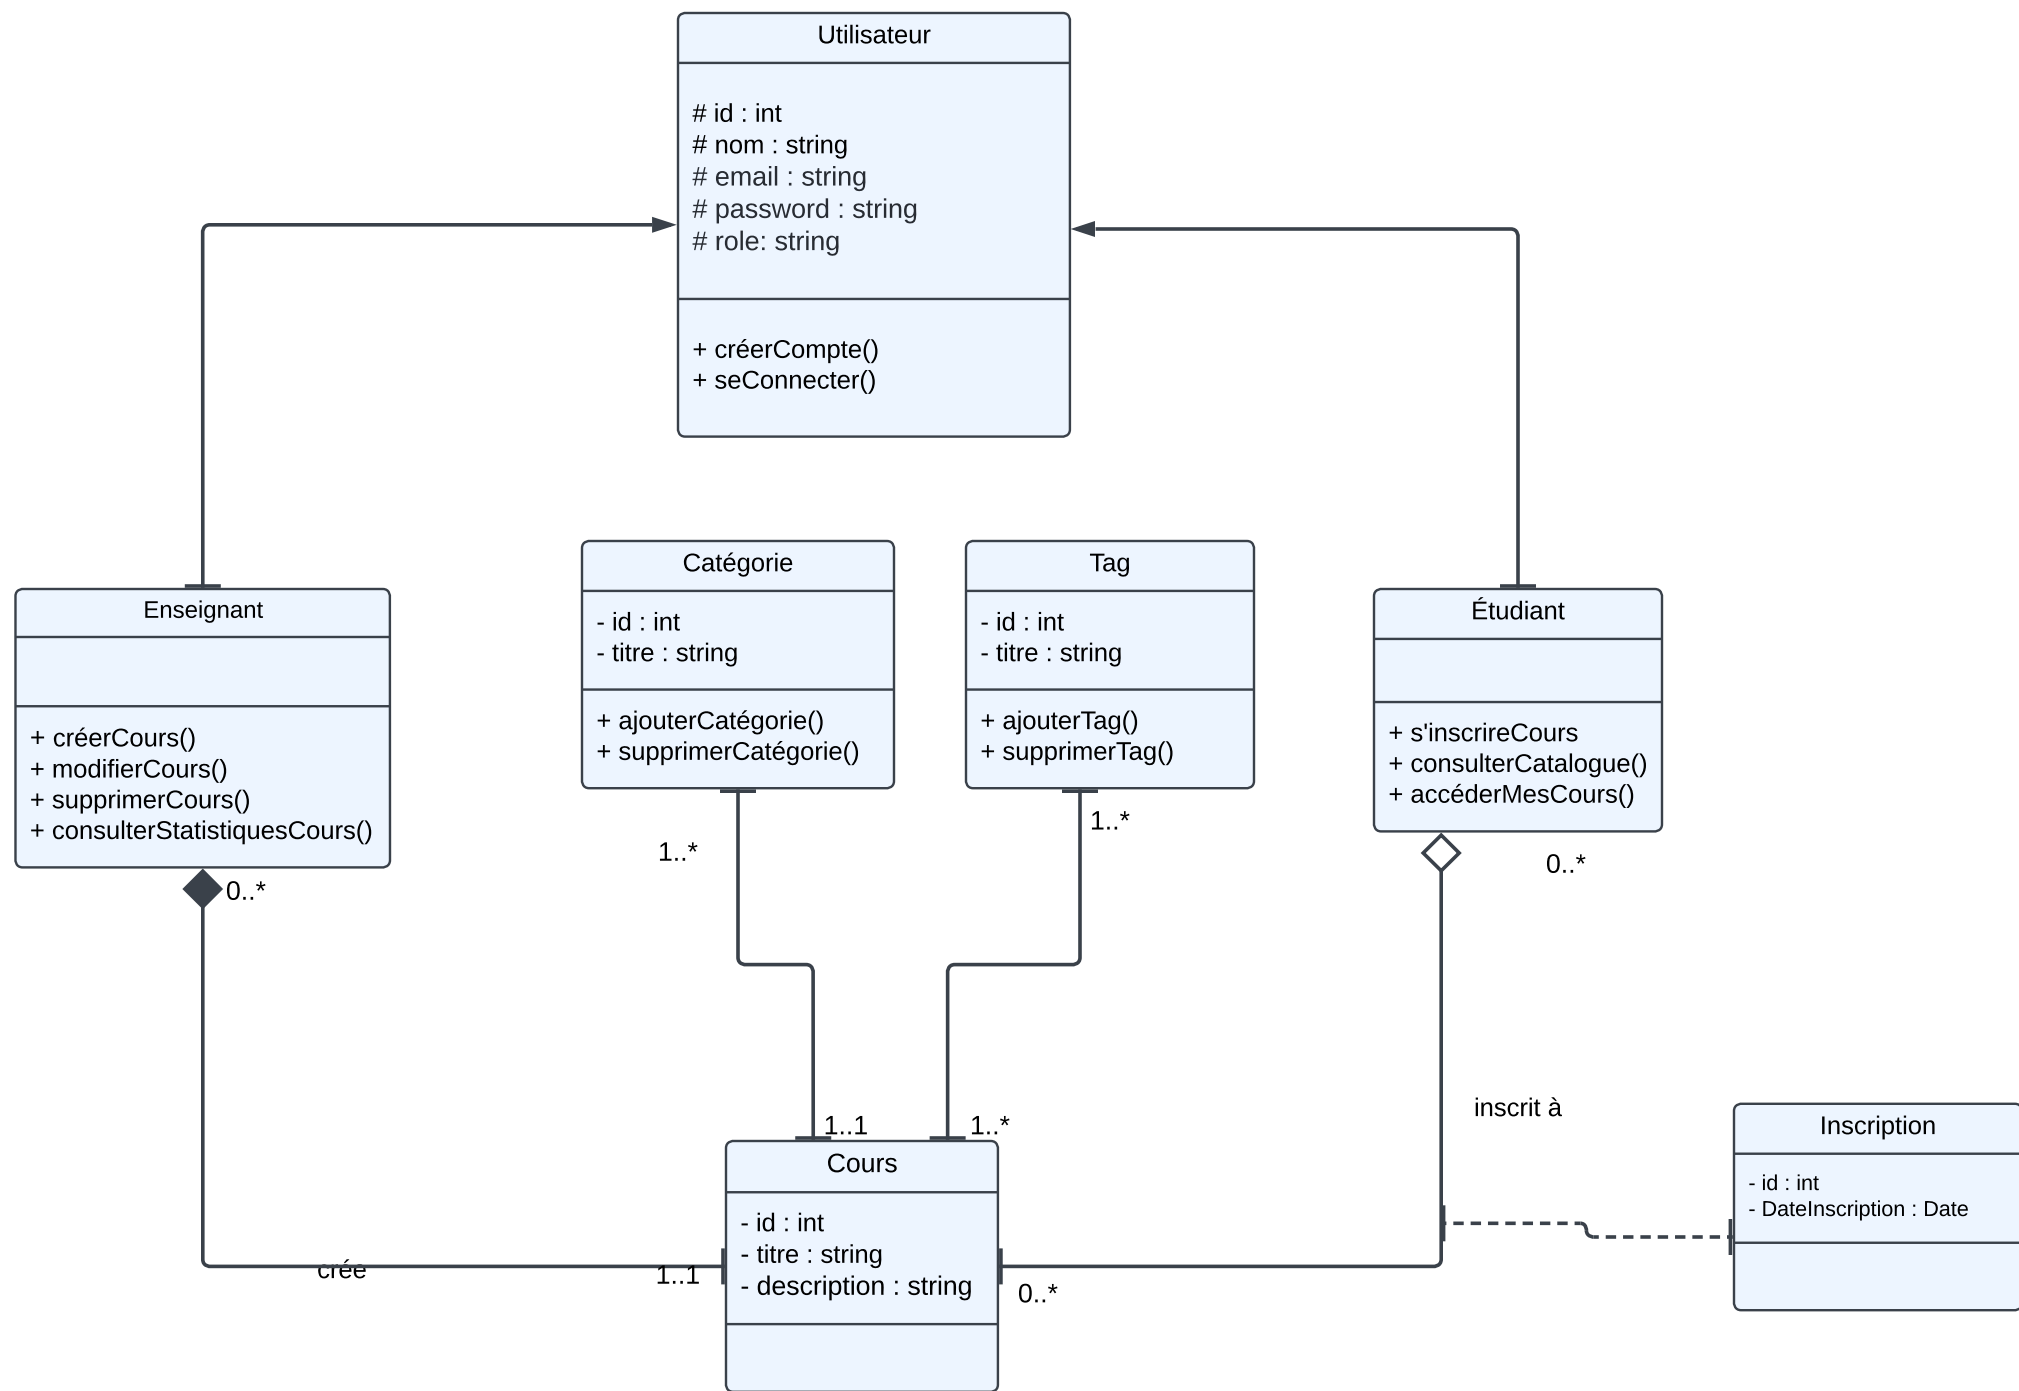 Utilisateur
# id : int
# nom : string
# email : string
# password : string
# role: string
+ créerCompte()
+ seConnecter()
Enseignant
+ créerCours()
+ modifierCours()
+ supprimerCours()
+ consulterStatistiquesCours()
Catégorie
- id : int
- titre : string
+ ajouterCatégorie()
+ supprimerCatégorie()
Tag
- id : int
- titre : string
+ ajouterTag()
+ supprimerTag()
Étudiant
+ s'inscrireCours
+ consulterCatalogue()
+ accéderMesCours()
0..*
1..*
1..*
0..*
inscrit à
1..1
1..*
crée
1..1
Cours
- id : int
- titre : string
- description : string
0..*
Inscription
- id : int
- DateInscription : Date